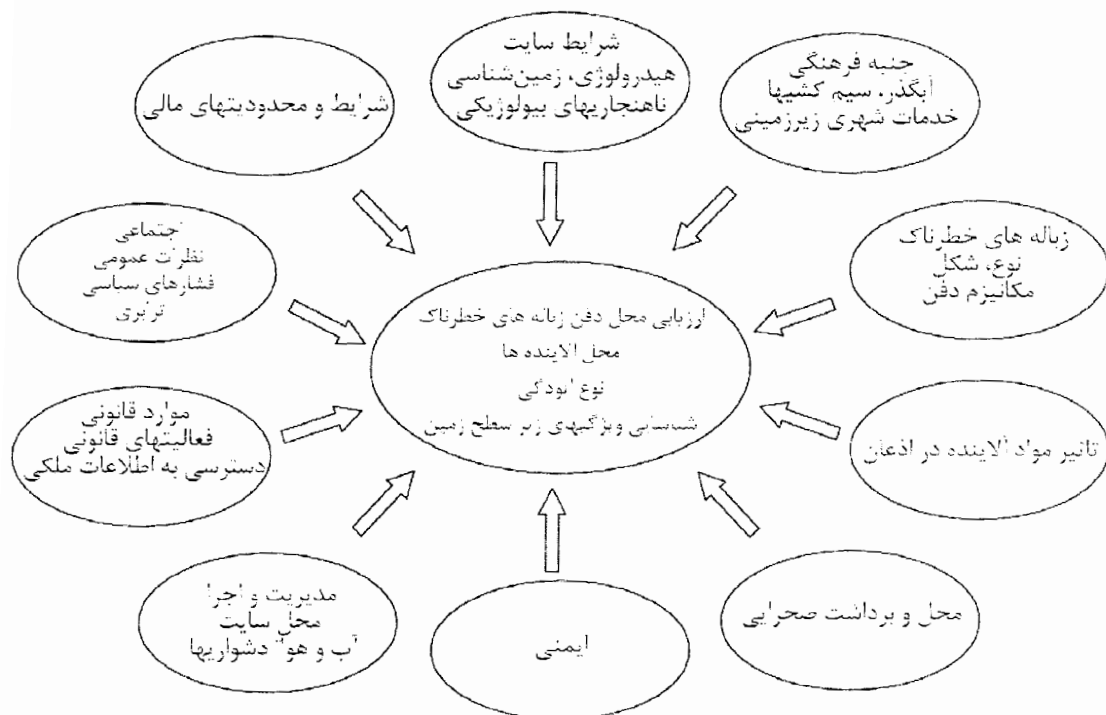 شرایط سایت
هیدرولوژی، زمین‌شناسی
ناهنجاریهای بیولوژیکی
جنبه فرهنگی
آبگذر، سیم کشیها
خدمات شهری زیرزمینی
شرایط و محدودیتهای مالی
زباله های خطرناک
نوع، شکل
مکانیزم دفن
اجتماعی
نظرات عمومی
فشارهای سیاسی
ترابری
ارزیابی محل دفن زباله های خطرناک
محل آلاینده ها
نوع آلودگی
شناسایی ویژگیهای زیر سطح زمین
موارد قانونی
فعالیتهای قانونی
دسترسی به اطلاعات ملکی
تاثیر مواد آلاینده در اذهان
مدیریت و اجرا
محل سایت
آب و هوا دشواریها
ایمنی
محل و برداشت صحرایی